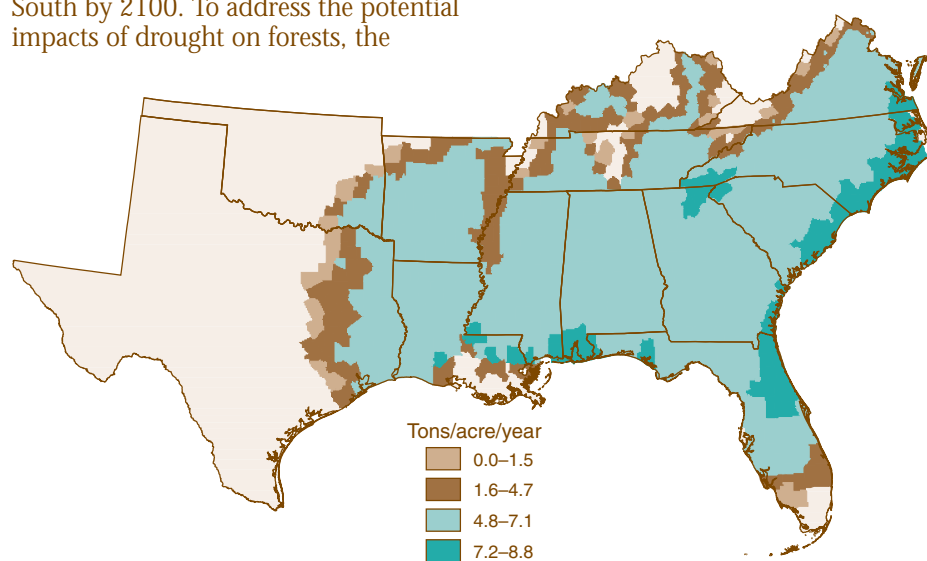 South by 2100. To address the potential
impacts of drought on forests, the
Tons/acre/year
0.0–1.5
1.6–4.7
4.8–7.1
7.2–8.8